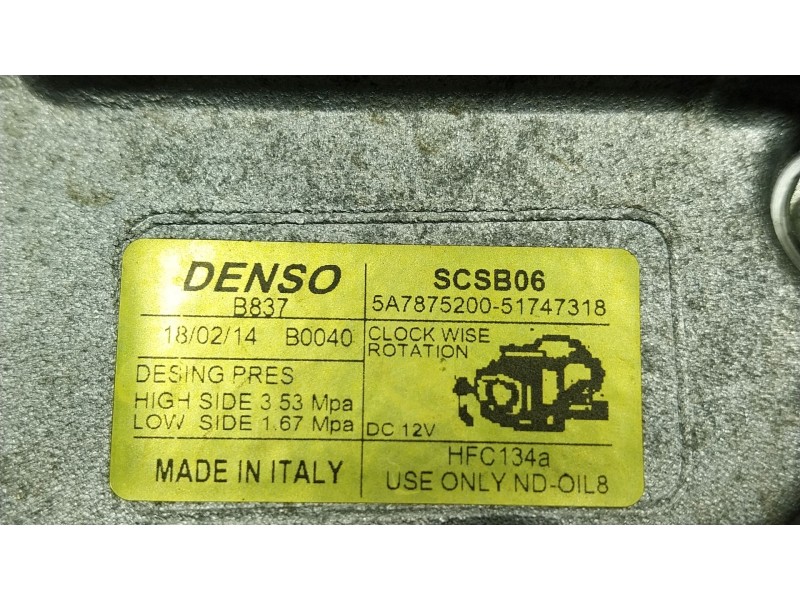 DENSO
B837
18/02/14 B0040
DESING PRES
HIGH SIDE 3 53 Mpa
LOW SIDE 1.67 Mpa
MADE IN ITALY
SCSB06
5A7875200-51747318
CLOCK WISE
ROTATION
DC 12V
HFC134a
USE ONLY ND-OIL8